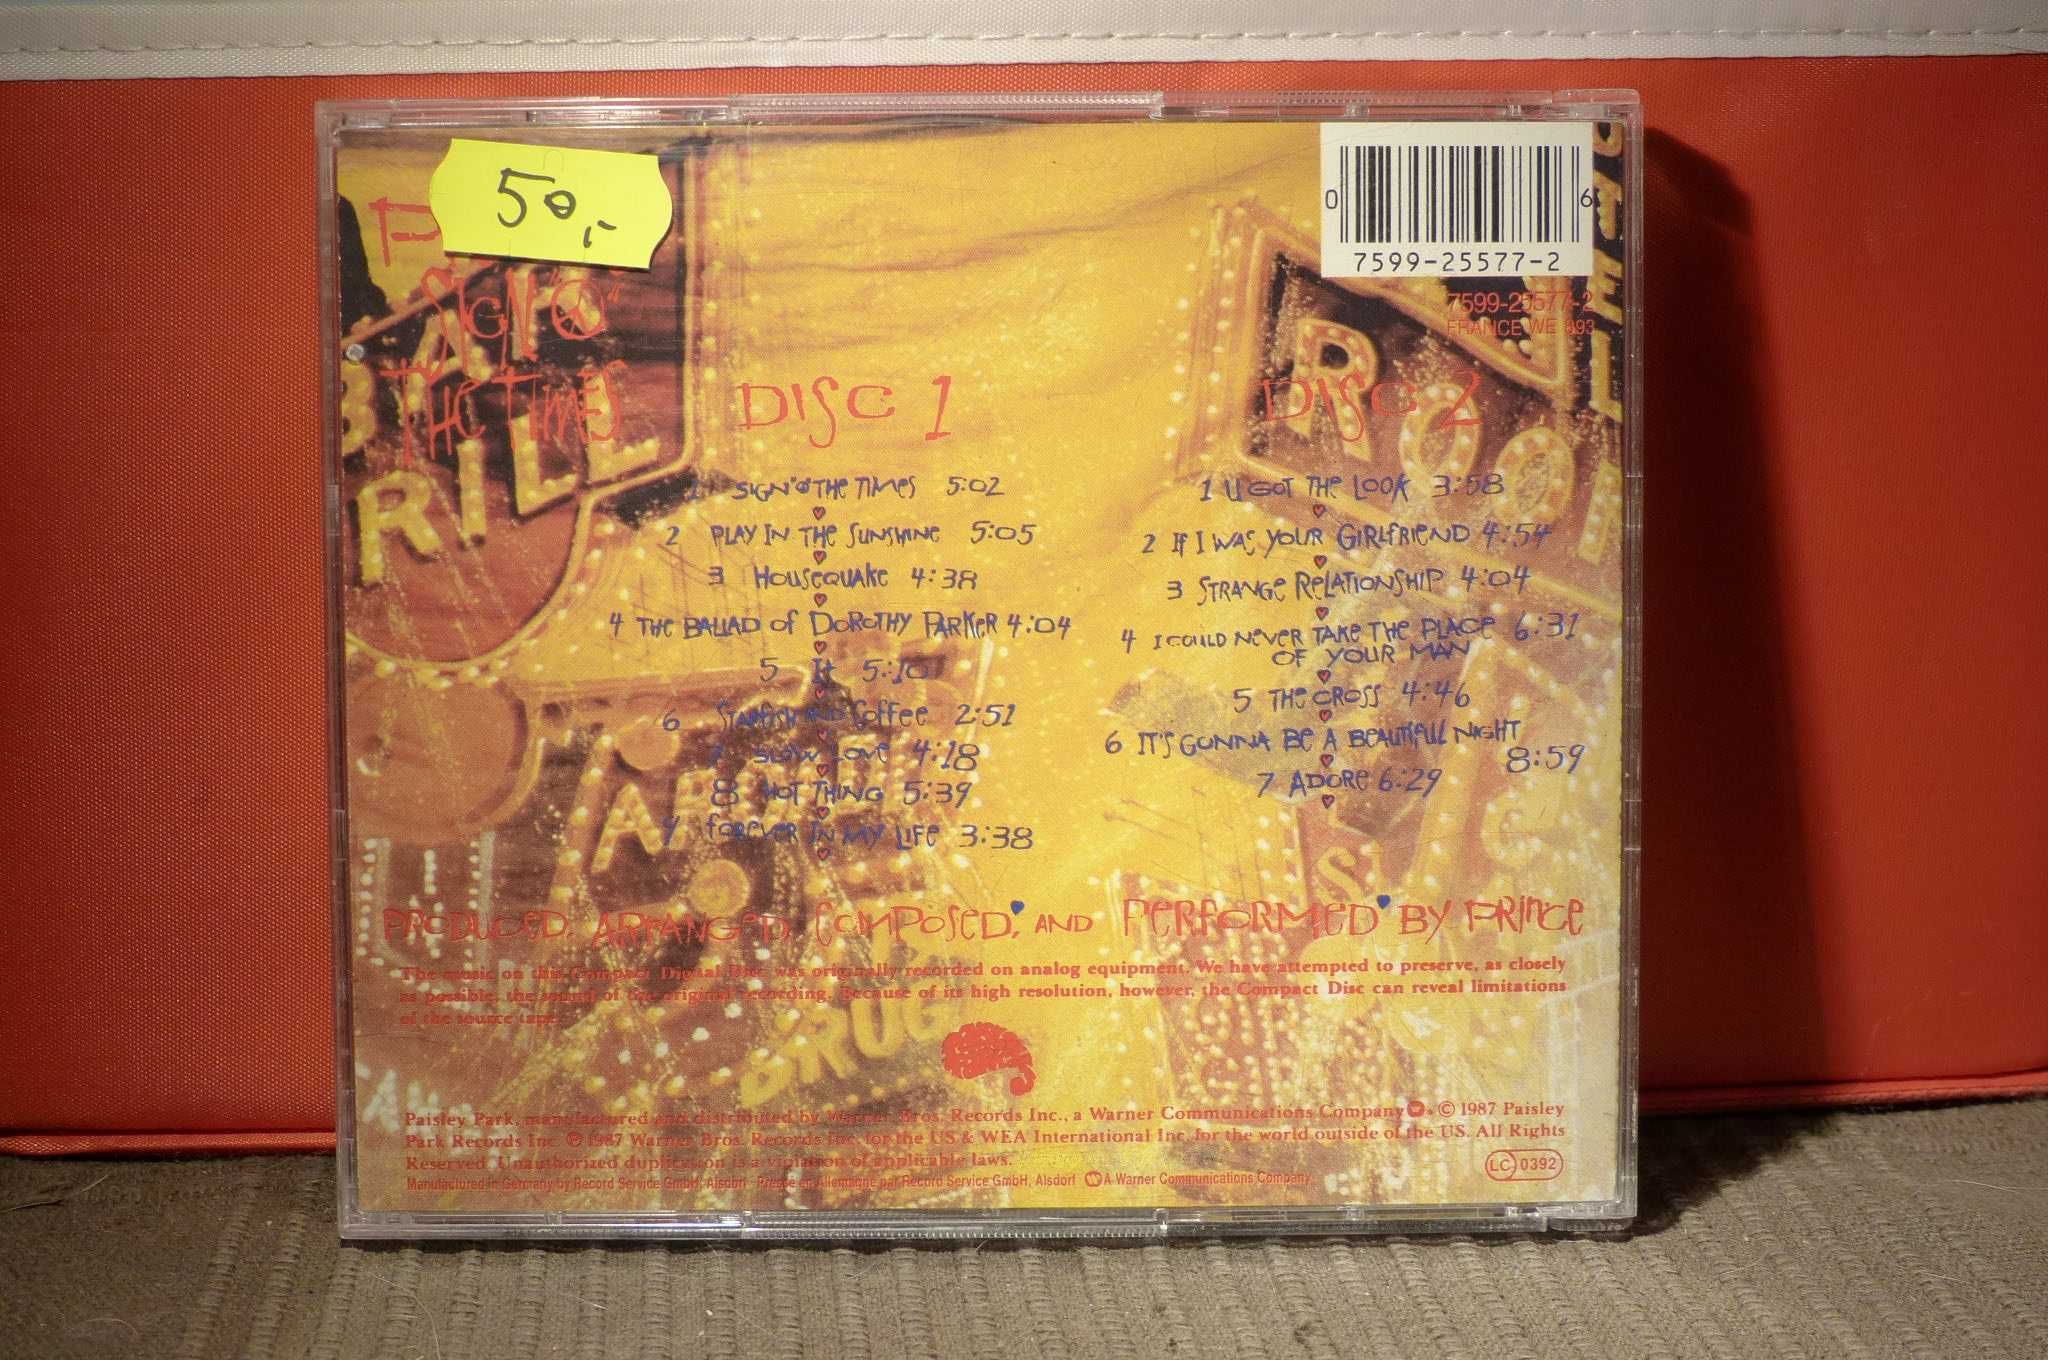 50,-
P
SIGN "☮"
THE TIMES
BAR
GRILL
0 7599-25577-2 6
7599-25577-2
FRANCE WE 893
ROO
DISC 1
1 SIGN "☮" THE TIMES 5:02
2 PLAY IN THE SUNSHINE 5:05
3 HOUSEQUAKE 4:38
4 THE BALLAD OF DOROTHY PARKER 4:04
5 It 5:10
6 STARFISH AND COFFEE 2:51
7 SLOW LOVE 4:18
8 HOT THING 5:39
9 FOREVER IN MY LIFE 3:38
DISC 2
1 U GOT THE LOOK 3:58
2 IF I WAS YOUR GIRLFRIEND 4:54
3 STRANGE RELATIONSHIP 4:04
4 I COULD NEVER TAKE THE PLACE 6:31
OF YOUR MAN
5 THE CROSS 4:46
6 IT'S GONNA BE A BEAUTIFUL NIGHT
8:59
7 ADORE 6:29
PRODUCED, ARRANGED, COMPOSED, AND PERFORMED BY PRINCE
The music on this Compact Digital Disc was originally recorded on analog equipment. We have attempted to preserve, as closely
as possible, the sound of the original recording. Because of its high resolution, however, the Compact Disc can reveal limitations
of the source tape.
DRUG
Paisley Park, manufactured and distributed by Warner Bros. Records Inc., a Warner Communications Company. © 1987 Paisley
Park Records Inc. ℗ 1987 Warner Bros. Records Inc. for the US & WEA International Inc. for the world outside of the US. All Rights
Reserved. Unauthorized duplication is a violation of applicable laws.
LC 0392
Manufactured in Germany by Record Service GmbH, Alsdorf · Presse en Allemagne par Record Service GmbH, Alsdorf A Warner Communications Company.